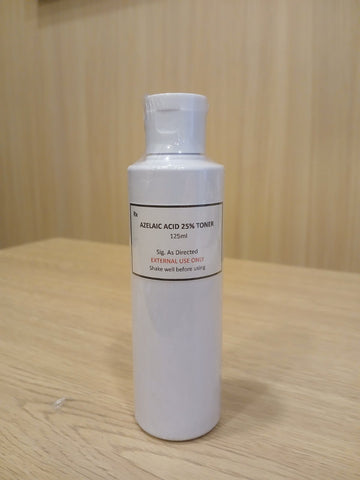 Rx
AZELAIC ACID 25% TONER
125ml
Sig. As Directed
EXTERNAL USE ONLY
Shake well before using